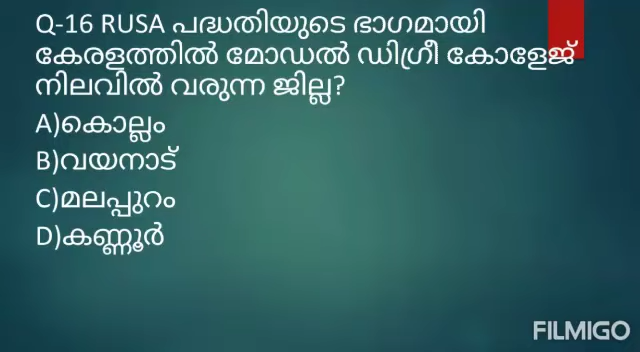 Q-16 RUSA പദ്ധതിയുടെ ഭാഗമായി
കേരളത്തിൽ മോഡൽ ഡിഗ്രീ കോളേജ്
നിലവിൽ വരുന്ന ജില്ല?
A)കൊല്ലം
B)വയനാട്
C)മലപ്പുറം
D)കണ്ണൂർ
FILMIGO